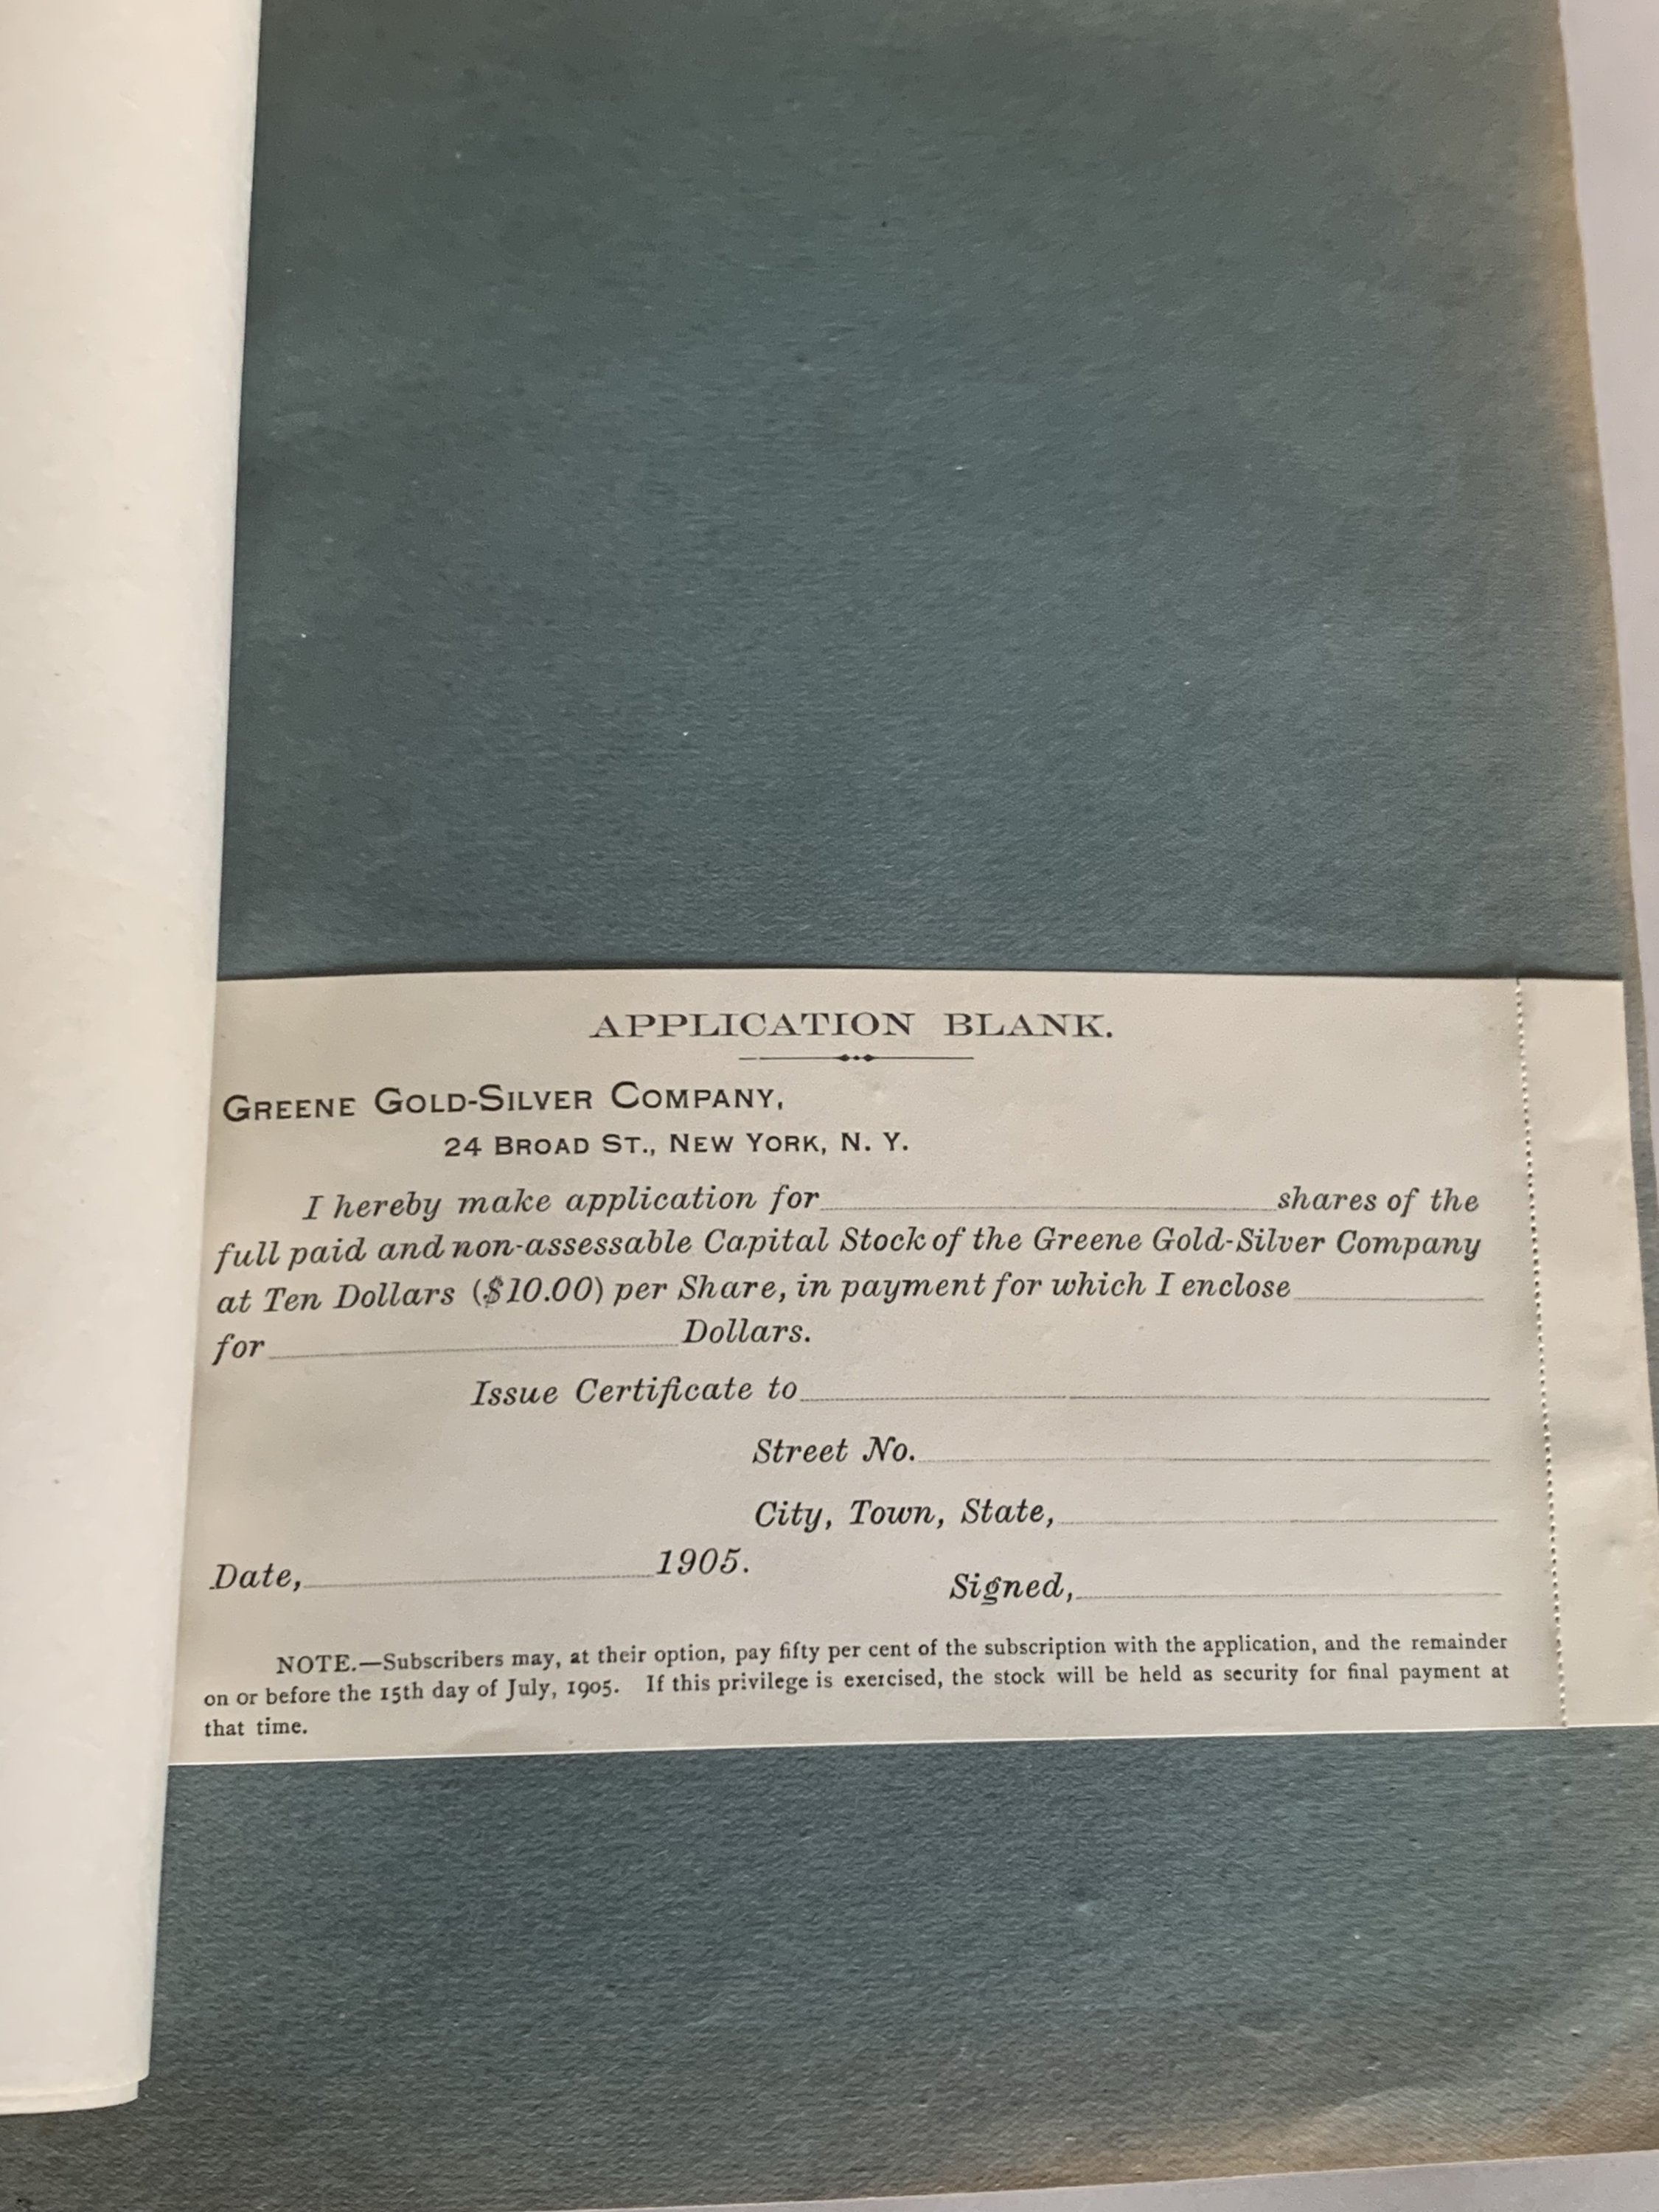 APPLICATION BLANK.
GREENE GOLD-SILVER COMPANY,
24 BROAD ST., NEW YORK, N. Y.
I hereby make application for shares of the
full paid and non-assessable Capital Stock of the Greene Gold-Silver Company
at Ten Dollars ($10.00) per Share, in payment for which I enclose
for Dollars.
Issue Certificate to
Street No.
City, Town, State,
Date, 1905.
Signed,
NOTE.—Subscribers may, at their option, pay fifty per cent of the subscription with the application, and the remainder
on or before the 15th day of July, 1905. If this privilege is exercised, the stock will be held as security for final payment at
that time.